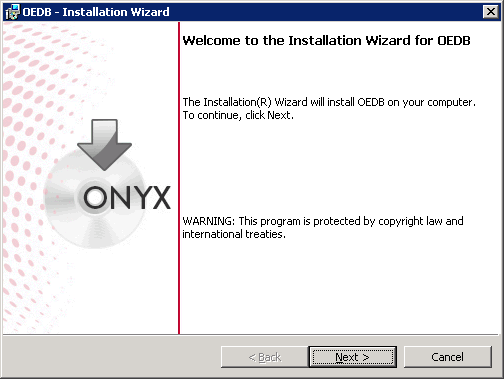 OEDB - Installation Wizard
Welcome to the Installation Wizard for OEDB
The Installation(R) Wizard will install OEDB on your computer.
To continue, click Next.
ONYX
WARNING: This program is protected by copyright law and
international treaties.
< Back
Next >
Cancel